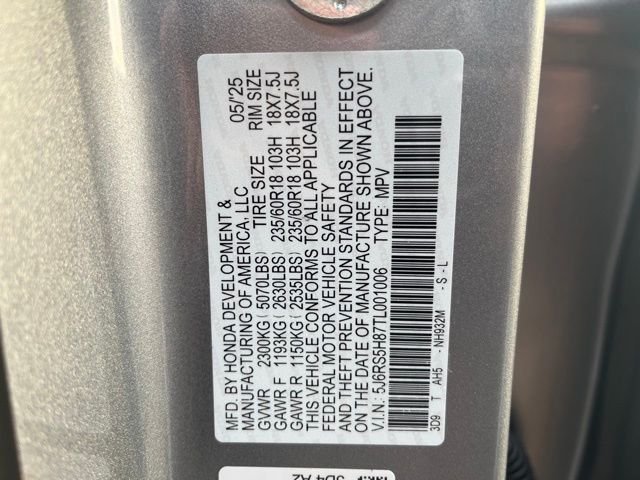 MFD. BY HONDA DEVELOPMENT &
MANUFACTURING OF AMERICA, LLC 05/'25
GVWR 2300KG ( 5070LBS) TIRE SIZE RIM SIZE
GAWR F 1193KG ( 2630LBS) 235/60R18 103H 18X7.5J
GAWR R 1150KG ( 2535LBS) 235/60R18 103H 18X7.5J
THIS VEHICLE CONFORMS TO ALL APPLICABLE
FEDERAL MOTOR VEHICLE SAFETY
AND THEFT PREVENTION STANDARDS IN EFFECT
ON THE DATE OF MANUFACTURE SHOWN ABOVE.
V.I.N.: 5J6RS5H87TL001006 TYPE: MPV
3D9 T AH5 - NH932M - S - L